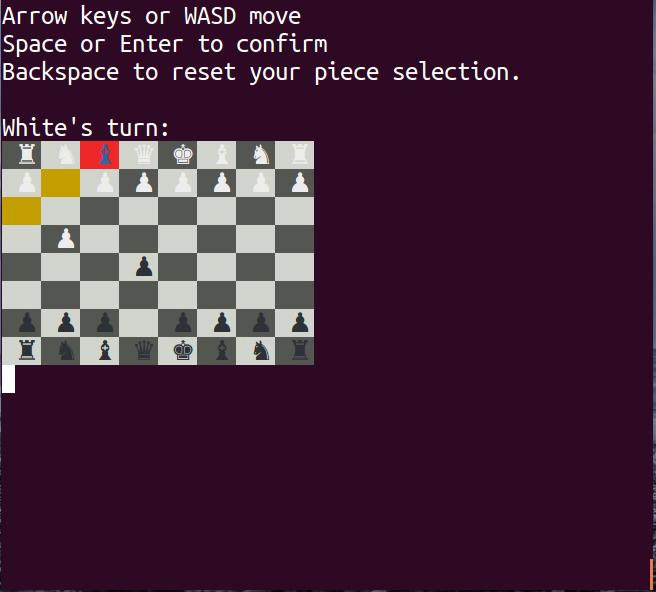 Arrow keys or WASD move
Space or Enter to confirm
Backspace to reset your piece selection.
White's turn: